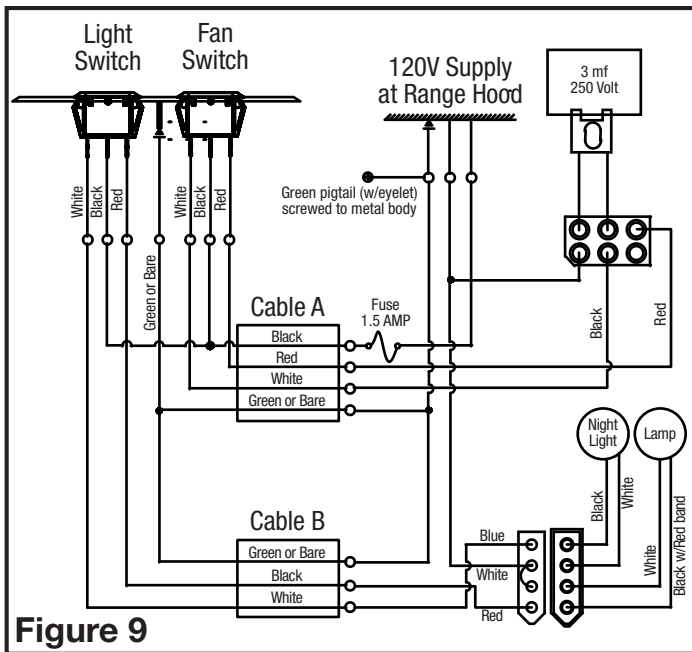 Light
Switch
Fan
Switch
120V Supply
at Range Hood
3 mf
250 Volt
Green pigtail (w/eyelet)
screwed to metal body
White
Black
Red
Green or Bare
White
Black
Red
Cable A
Black
Red
White
Green or Bare
Fuse
1.5 AMP
Black
Red
Night
Light
Lamp
Black
White
White
Black w/Red band
Cable B
Green or Bare
Black
White
Blue
White
Red
Figure 9